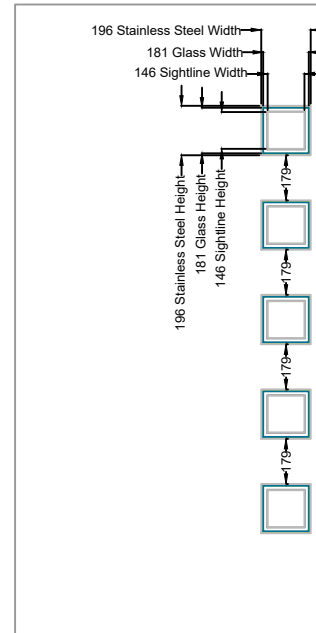 196 Stainless Steel Width
181 Glass Width
146 Sightline Width
196 Stainless Steel Height
181 Glass Height
146 Sightline Height
179
179
179
179